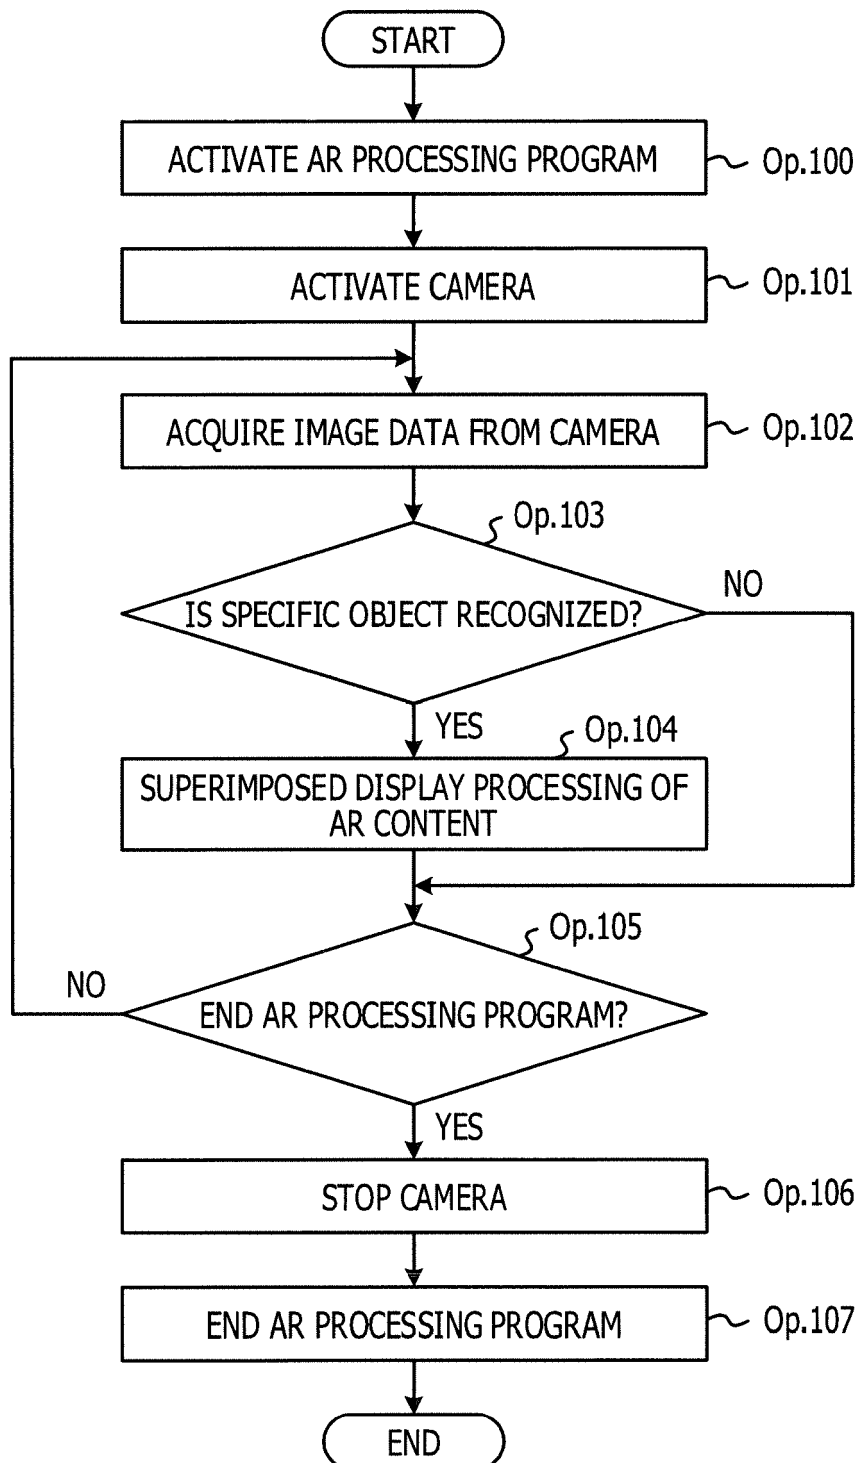 START
ACTIVATE AR PROCESSING PROGRAM
Op.100
ACTIVATE CAMERA
Op.101
ACQUIRE IMAGE DATA FROM CAMERA
Op.102
Op.103
IS SPECIFIC OBJECT RECOGNIZED?
NO
YES
Op.104
SUPERIMPOSED DISPLAY PROCESSING OF
AR CONTENT
Op.105
NO
END AR PROCESSING PROGRAM?
YES
STOP CAMERA
Op.106
END AR PROCESSING PROGRAM
Op.107
END